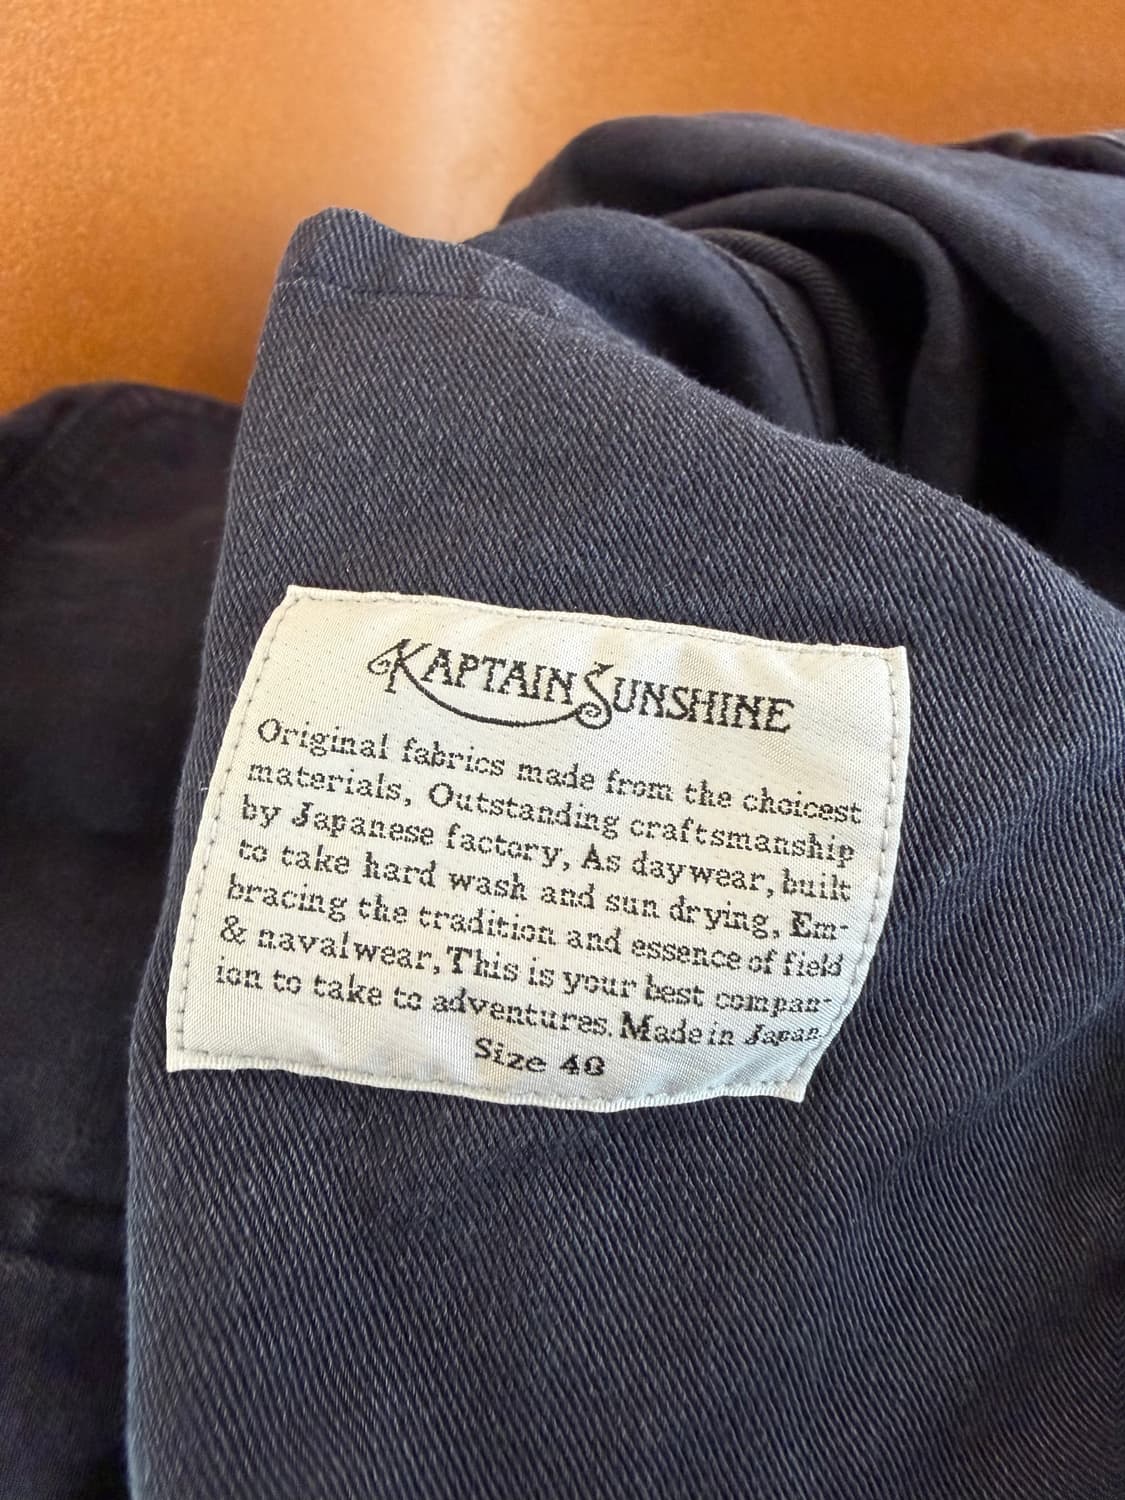 KAPTAIN SUNSHINE
Original fabrics made from the choicest
materials, Outstanding craftsmanship
by Japanese factory, As daywear, built
to take hard wash and sun drying, Em-
bracing the tradition and essence of field
& navalwear, This is your best compan-
ion to take to adventures. Made in Japan
Size 40